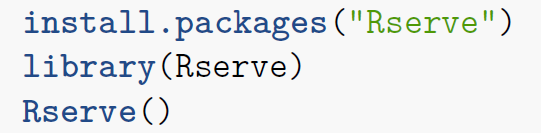 install.packages("Rserve")
library(Rserve)
Rserve()